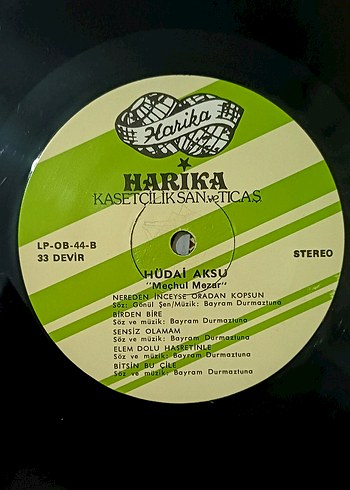 Harika
HARIKA
KASETÇİLİK SAN.ve TİC.A.Ş.
LP-OB-44-B
33 DEVİR
STEREO
HÜDAİ AKSU
"Meçhul Mezar"
NEREDEN İNCEYSE ORADAN KOPSUN
Söz: Gönül Şen/Müzik: Bayram Durmaztuna
BİRDEN BİRE
Söz ve müzik: Bayram Durmaztuna
SENSİZ OLAMAM
Söz ve müzik: Bayram Durmaztuna
ELEM DOLU HASRETİNLE
Söz ve müzik: Bayram Durmaztuna
BİTSİN BU ÇİLE
Söz ve müzik: Bayram Durmaztuna